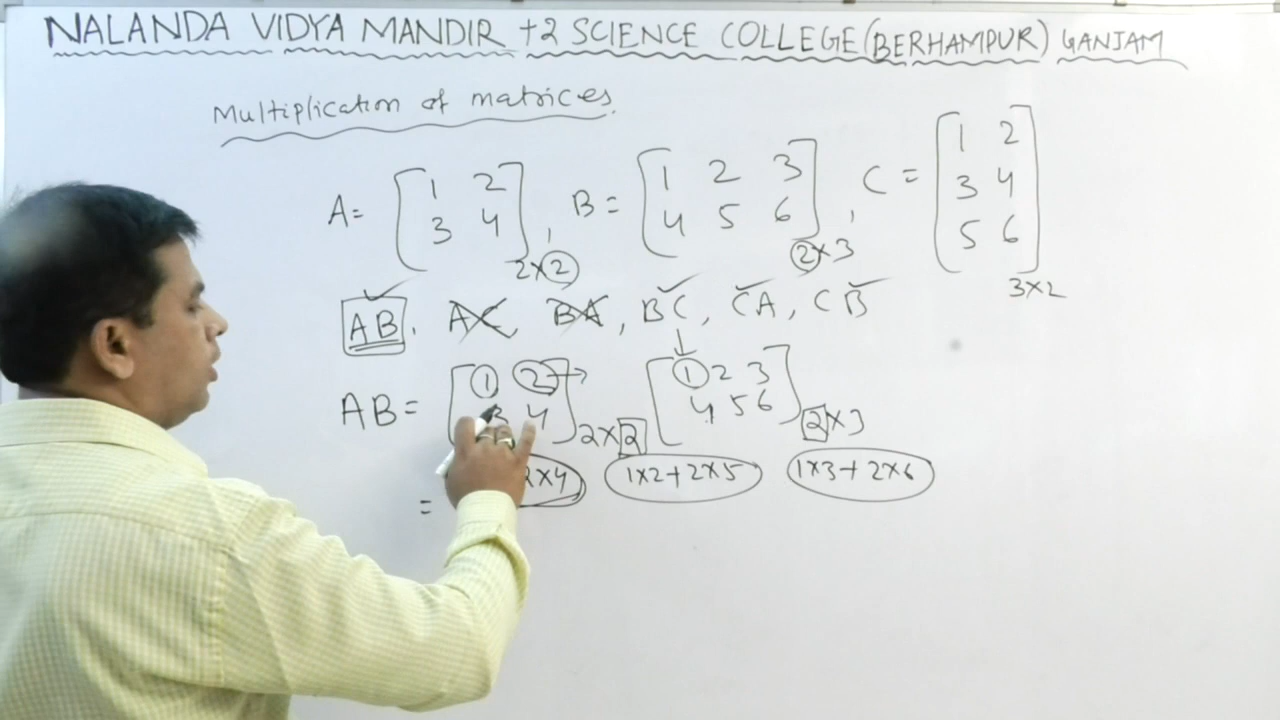 NALANDA VIDYA MANDIR +2 SCIENCE COLLEGE (BERHAMPUR) GANJAM
Multiplication of matrices.
A = [1 2
3 4] 2×2 ,
B = [1 2 3
4 5 6] 2×3 ,
C = [1 2
3 4
5 6] 3×2
AB, AC, BA, BC, CA, CB
AB = [1 2
3 4] 2×2 [1 2 3
4 5 6] 2×3
= 2×4 1×2+2×5 1×3+2×6